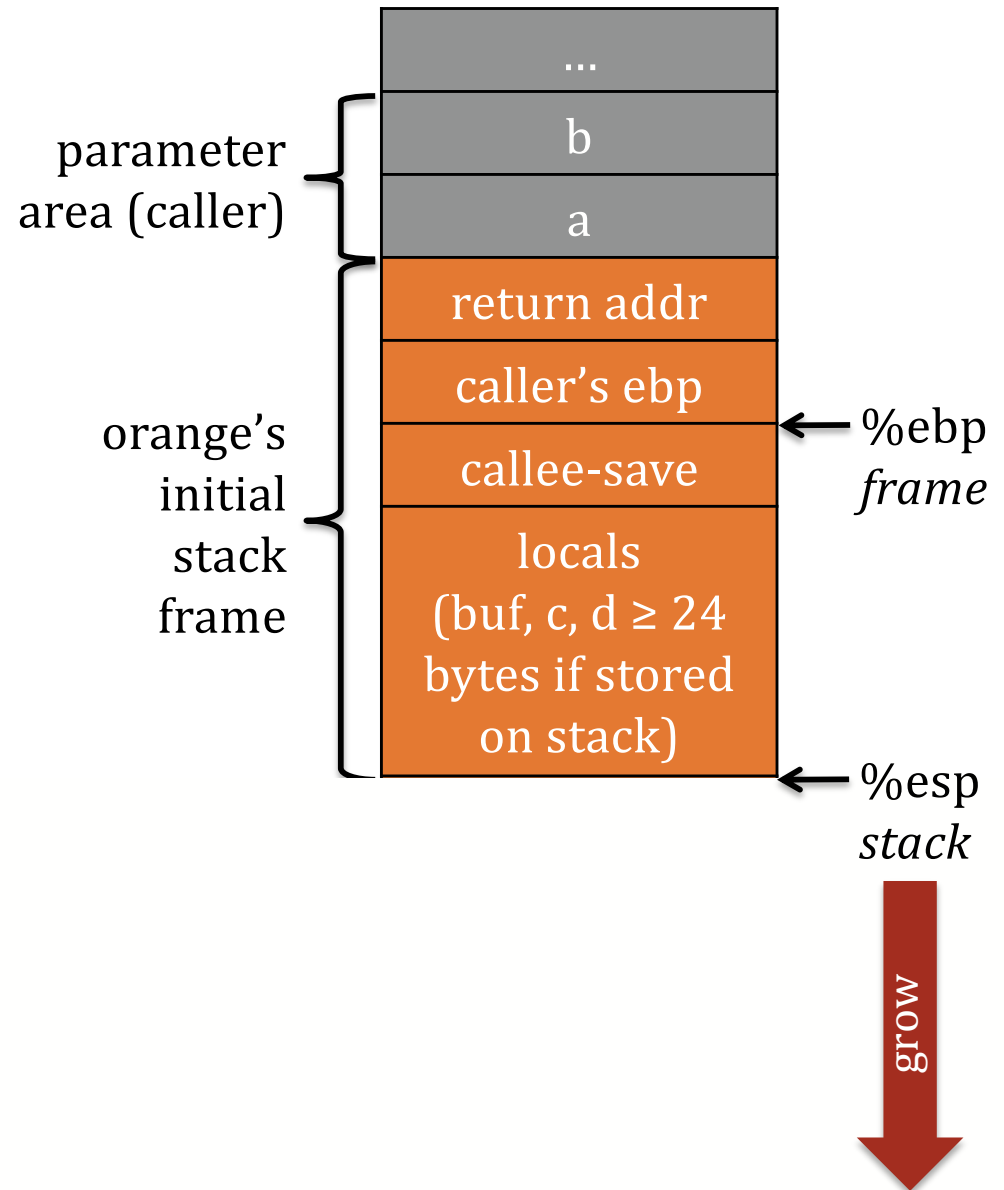 ...
b
a
parameter
area (caller)
return addr
caller’s ebp
callee-save
locals
(buf, c, d ≥ 24
bytes if stored
on stack)
orange’s
initial
stack
frame
%ebp
frame
%esp
stack
grow